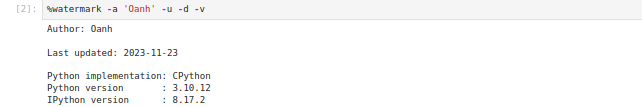 [2]: %watermark -a 'Oanh' -u -d -v
Author: Oanh
Last updated: 2023-11-23
Python implementation: CPython
Python version       : 3.10.12
IPython version      : 8.17.2